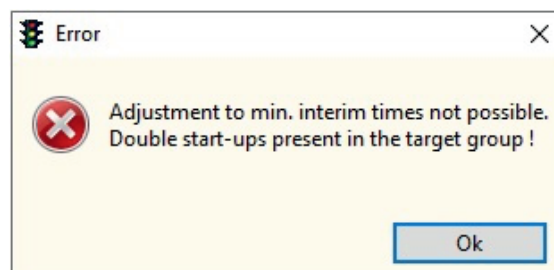 Error
Adjustment to min. interim times not possible.
Double start-ups present in the target group !
Ok